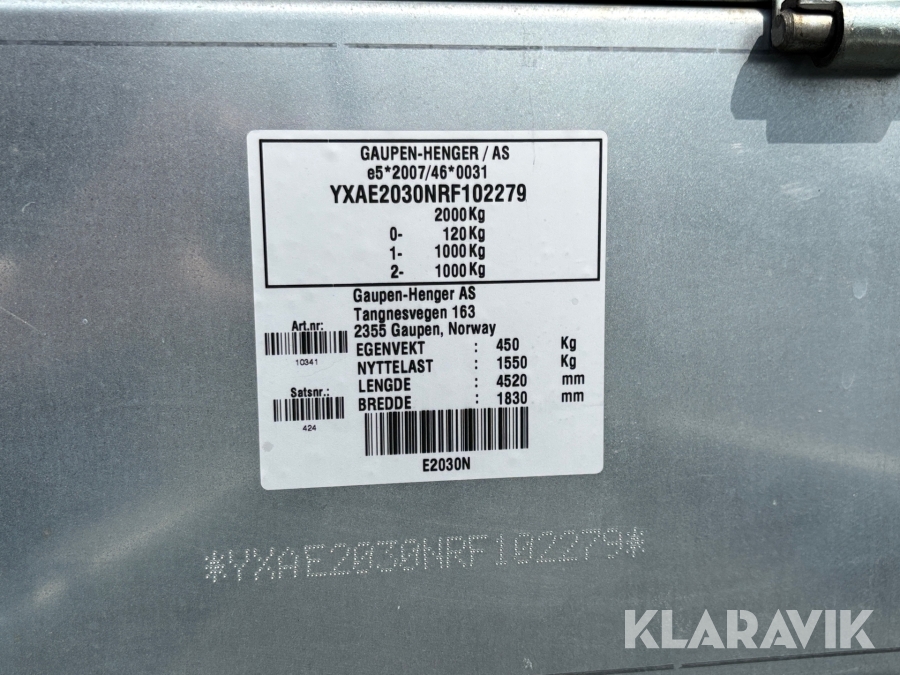 GAUPEN-HENGER / AS
e5*2007/46*0031
YXAE2030NRF102279
2000Kg
0- 120Kg
1- 1000Kg
2- 1000Kg
Gaupen-Henger AS
Tangnesvegen 163
2355 Gaupen, Norway
Art.nr:
10341
EGENVEKT : 450 Kg
NYTTELAST : 1550 Kg
LENGDE : 4520 mm
BREDDE : 1830 mm
Satsnr.:
424
E2030N
*YXAE2030NRF102279*
KLARAVIK